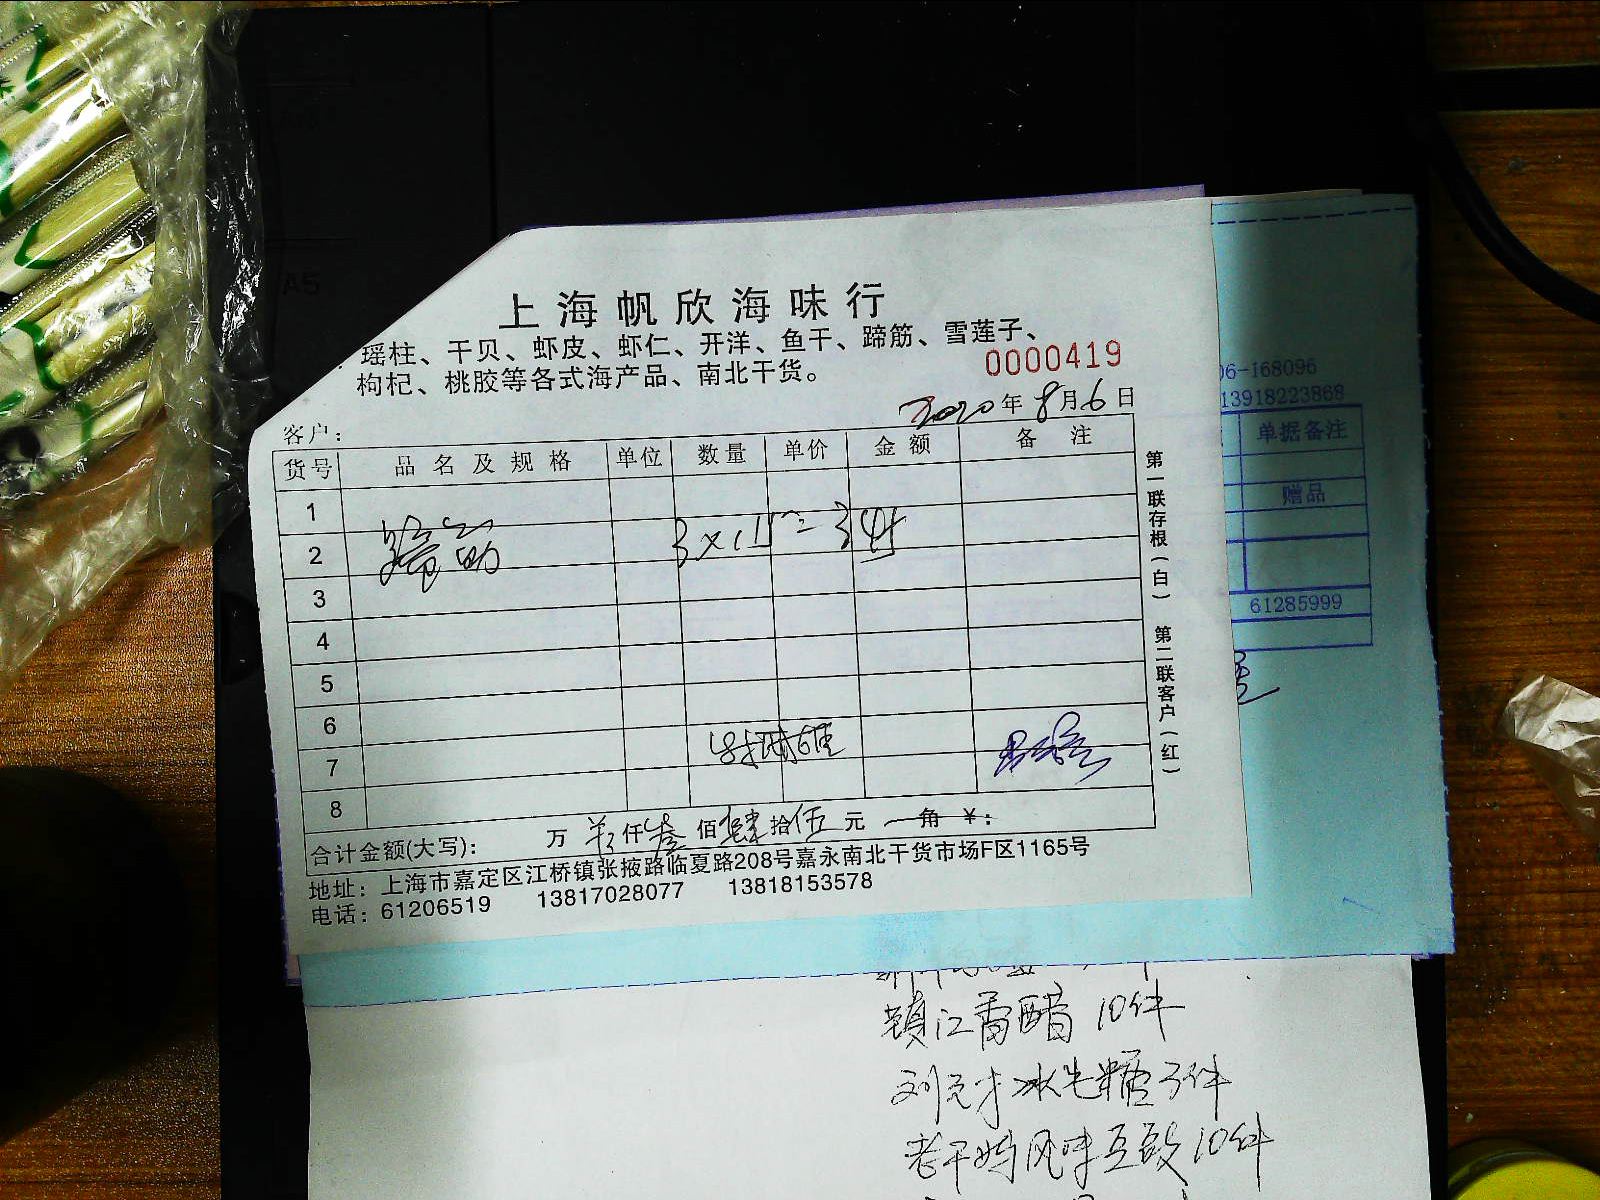 上海帆欣海味行
瑶柱、干贝、虾皮、虾仁、开洋、鱼干、蹄筋、雪莲子、
枸杞、桃胶等各式海产品、南北干货。
0000419
2020年8月6日
客户：
货号 品名及规格 单位 数量 单价 金额 备注
1
2 蹄筋 3×115=345
3
4
5
6
7
8
合计金额(大写)： 万 仟叁佰肆拾伍元 角 ¥：
地址：上海市嘉定区江桥镇张掖路临夏路208号嘉永南北干货市场F区1165号
电话：61206519 13817028077 13818153578
第一联存根(白) 第二联客户(红)
06-168096
13918223868
单据备注
赠品
61285999
镇江香醋 10件
冰老糖 3件
老干妈风味豆豉 10件
A5